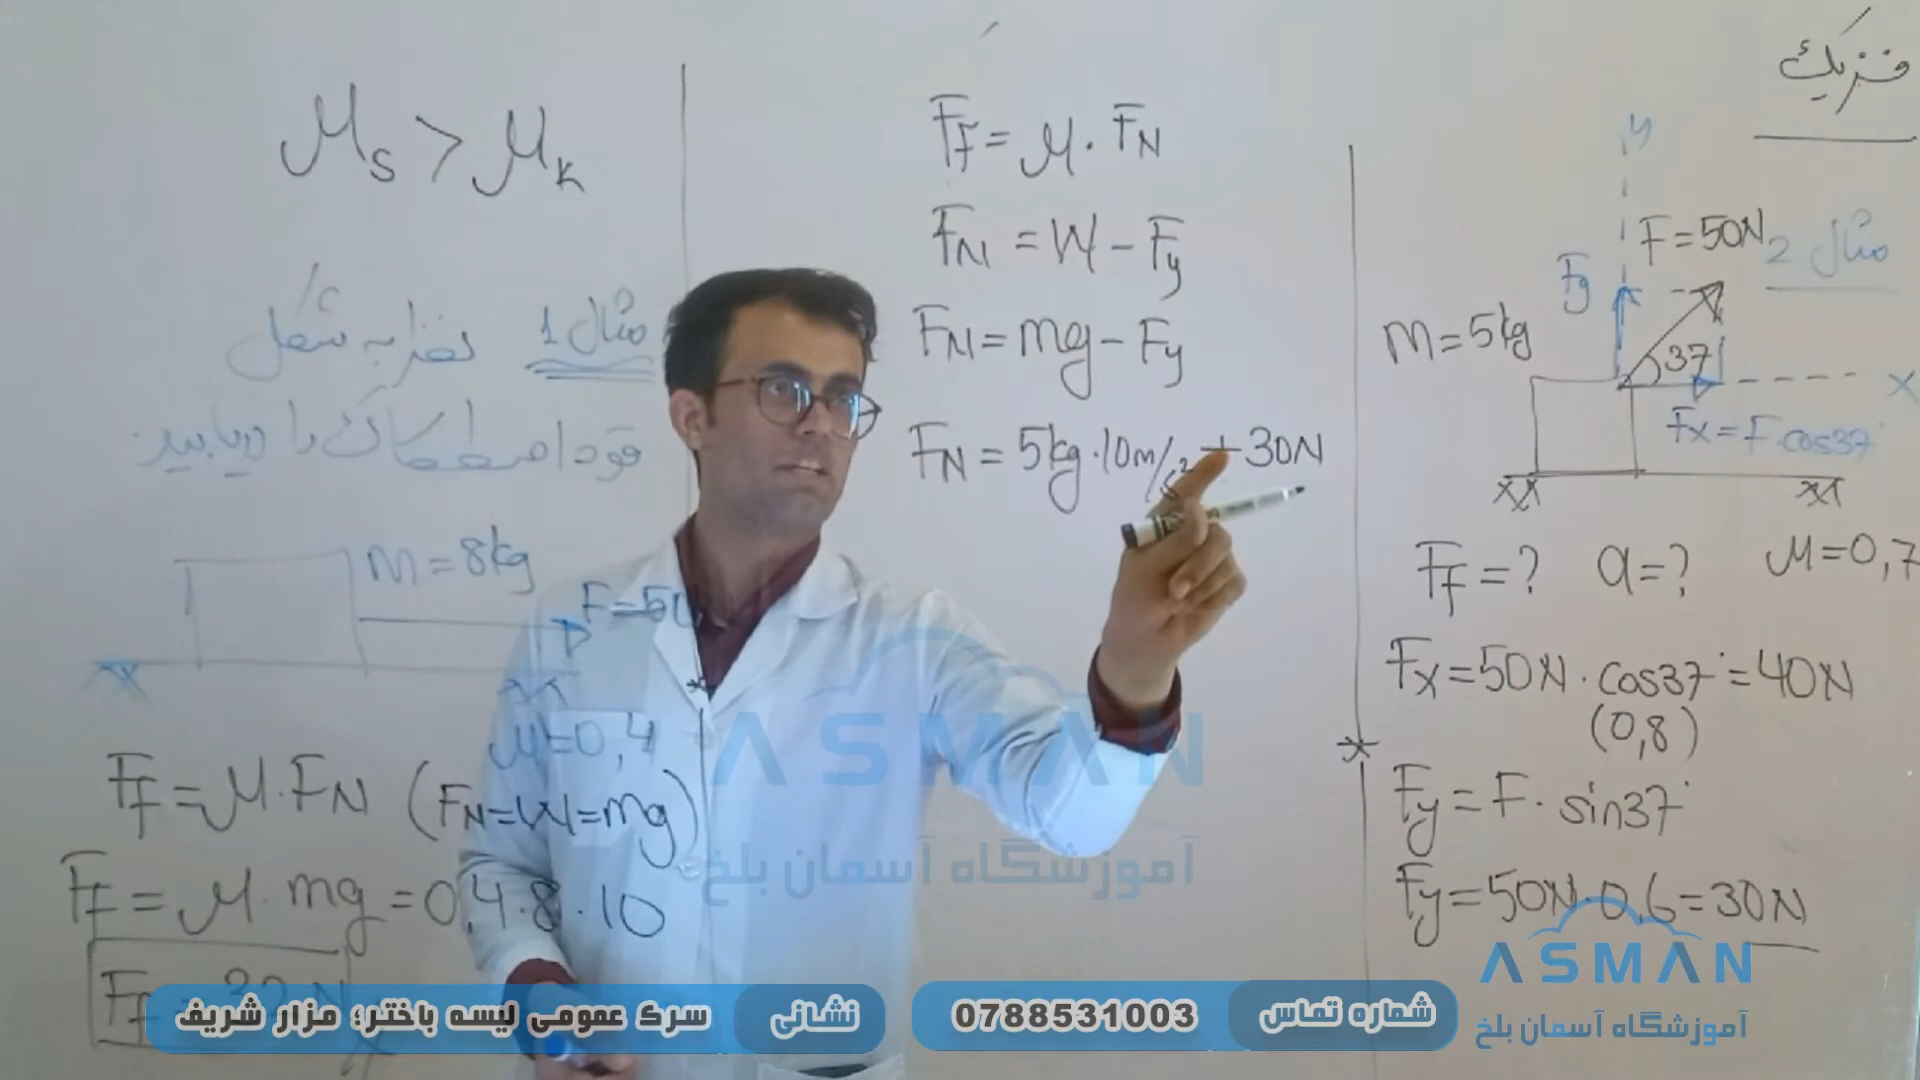 فزیک
μs > μk
مثال 1 نظر به شکل
قوه اصطکاک را دریابید.
m = 8kg
F = 50
μ = 0,4
Ff = μ . FN (FN = W = mg)
Ff = μ . mg = 0,4 . 8 . 10
Ff = 32 N
Ff = μ . FN
FN = W - Fy
FN = mg - Fy
FN = 5kg . 10m/s² + 30N
مثال 2
y
F = 50N
Fy
m = 5kg
37
x
Fx = F cos37°
Ff = ? a = ? μ = 0,7
Fx = 50N . cos37° = 40N
(0,8)
Fy = F . sin37°
Fy = 50N . 0,6 = 30N
ASMAN
آموزشگاه آسمان بلخ
ASMAN
آموزشگاه آسمان بلخ
شماره تماس 0788531003
نشانی سرک عمومی لیسه باختر؛ مزار شریف